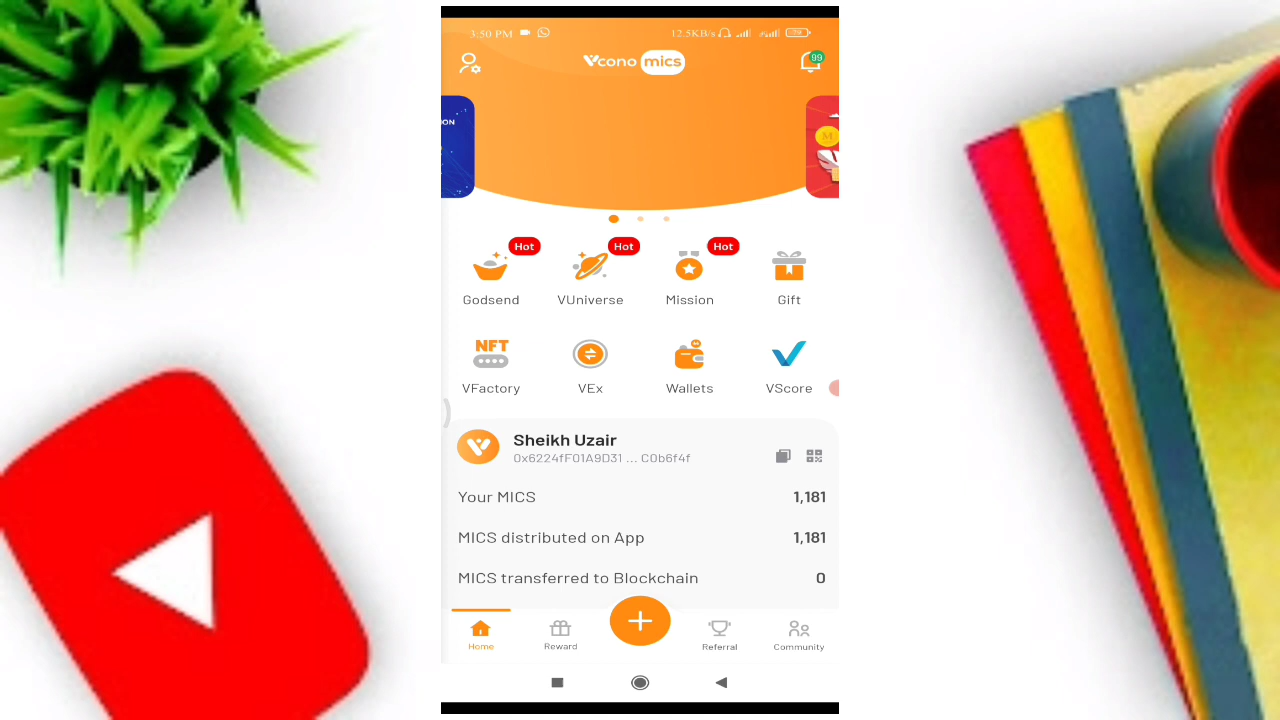 3:50 PM 12.5KB/s
Vcono mics
99
ON
M
Hot Hot Hot
Godsend VUniverse Mission Gift
NFT
VFactory VEx Wallets VScore
Sheikh Uzair
0x6224fF01A9D31 ... C0b6f4f
Your MICS 1,181
MICS distributed on App 1,181
MICS transferred to Blockchain 0
Home Reward Referral Community